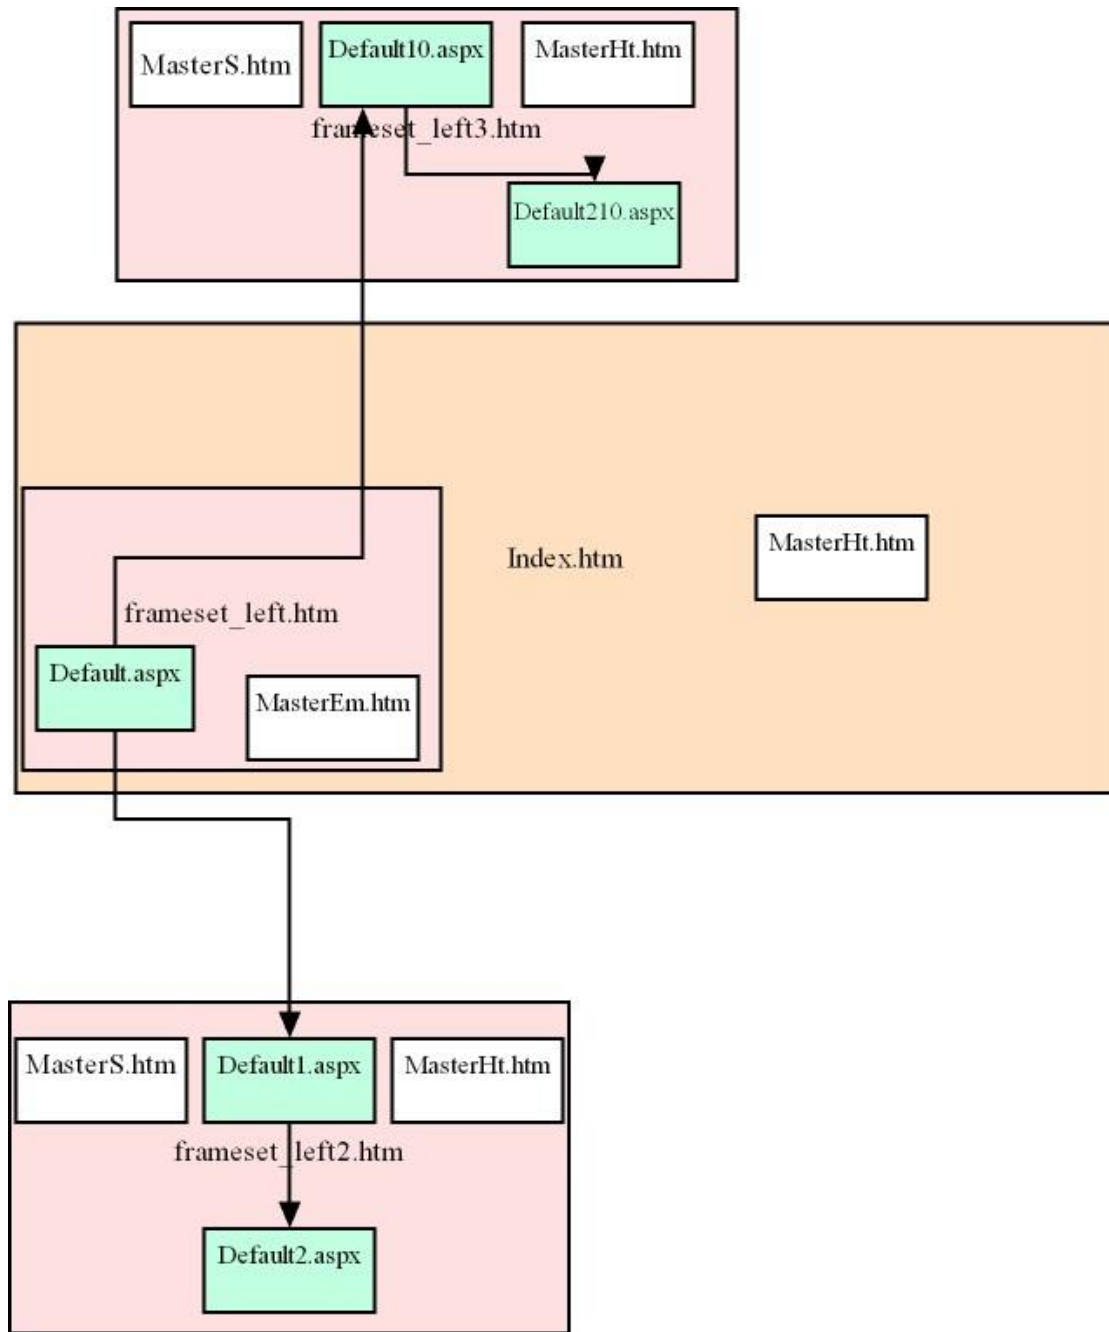 MasterS.htm
Default10.aspx
MasterHt.htm
frameset_left3.htm
Default210.aspx
Index.htm
MasterHt.htm
frameset_left.htm
Default.aspx
MasterEm.htm
MasterS.htm
Default1.aspx
MasterHt.htm
frameset_left2.htm
Default2.aspx